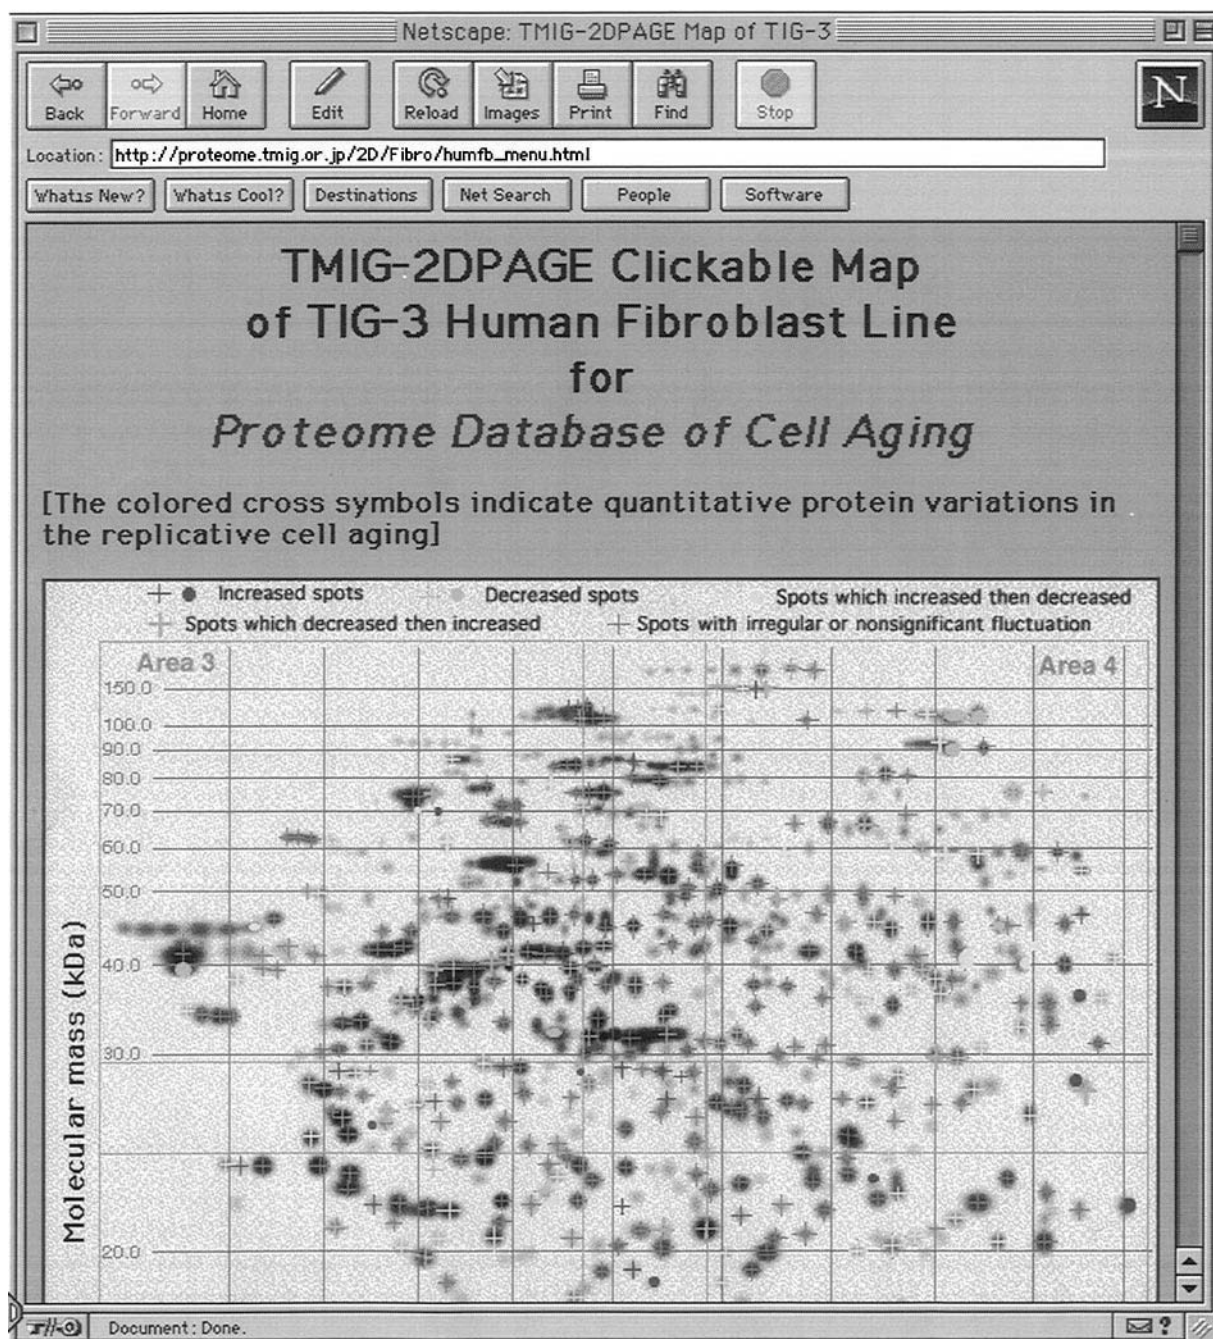 Netscape: TMIG-2DPAGE Map of TIG-3
Back Forward Home Edit Reload Images Print Find Stop N
Location: http://proteome.tmig.or.jp/2D/Fibro/humfb_menu.html
What's New? What's Cool? Destinations Net Search People Software
TMIG-2DPAGE Clickable Map
of TIG-3 Human Fibroblast Line
for
Proteome Database of Cell Aging
[The colored cross symbols indicate quantitative protein variations in
the replicative cell aging]
Increased spots Decreased spots Spots which increased then decreased
Spots which decreased then increased Spots with irregular or nonsignificant fluctuation
Area 3 Area 4
150.0
100.0
90.0
80.0
70.0
60.0
50.0
40.0
30.0
20.0
Molecular mass (kDa)
Document: Done.
?